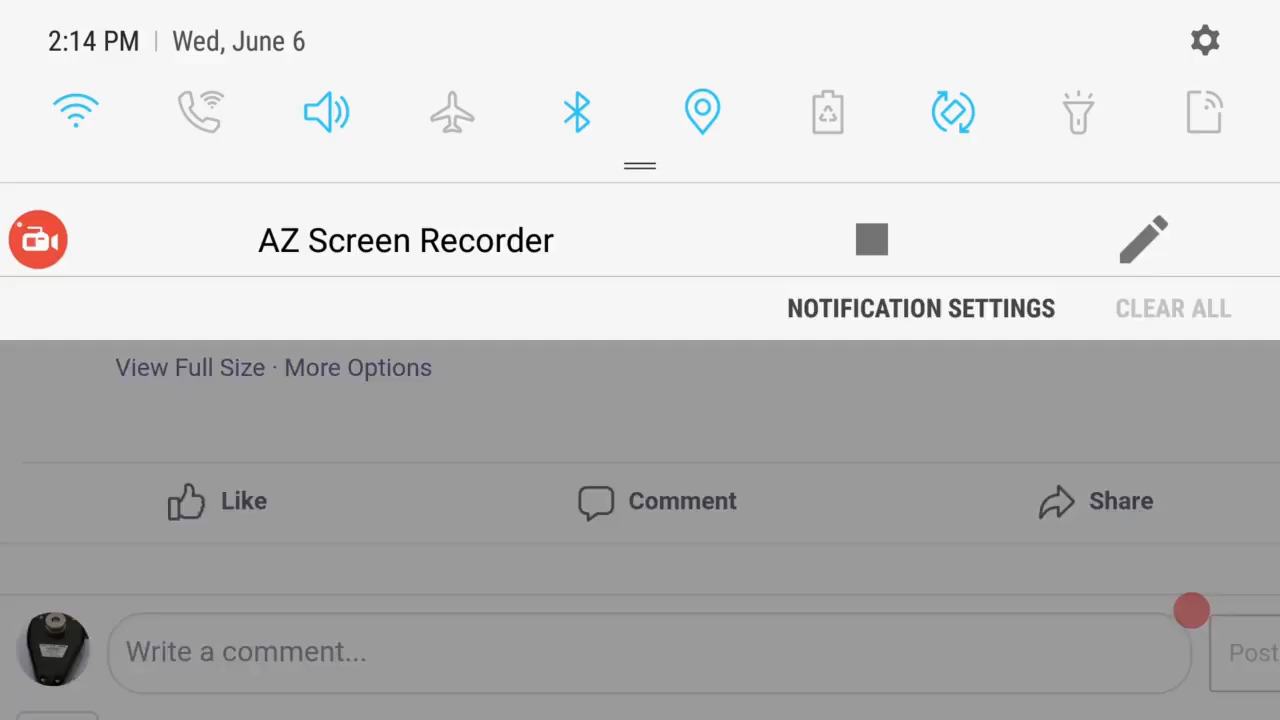 2:14 PM | Wed, June 6
AZ Screen Recorder
NOTIFICATION SETTINGS CLEAR ALL
View Full Size · More Options
Like Comment Share
Write a comment... Post